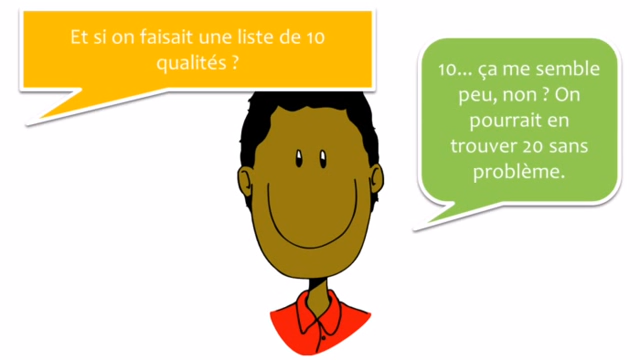 Et si on faisait une liste de 10
qualités ?
10... ça me semble
peu, non ? On
pourrait en
trouver 20 sans
problème.